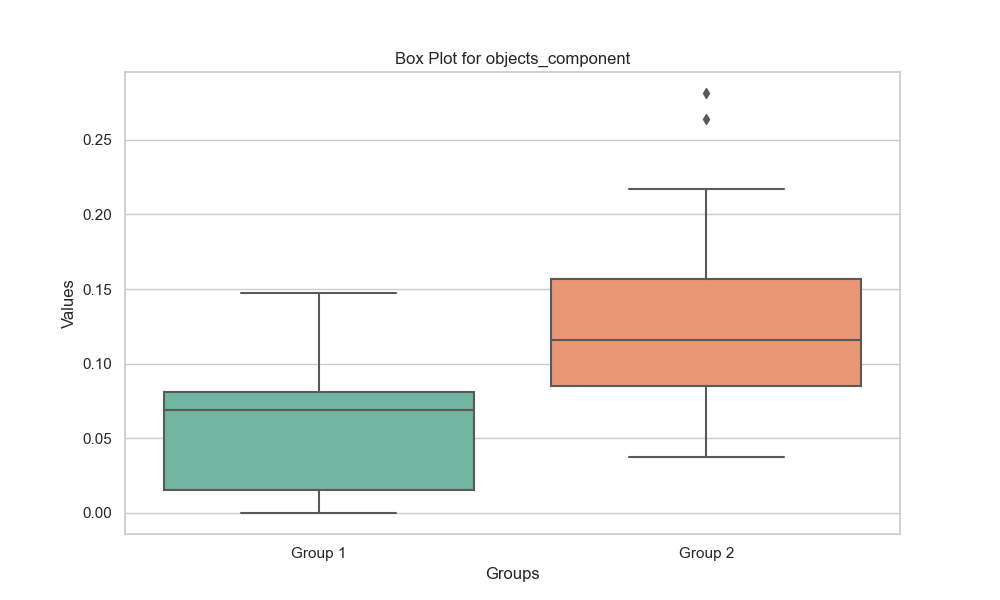 Box Plot for objects_component
Values
0.25
0.20
0.15
0.10
0.05
0.00
Group 1
Group 2
Groups